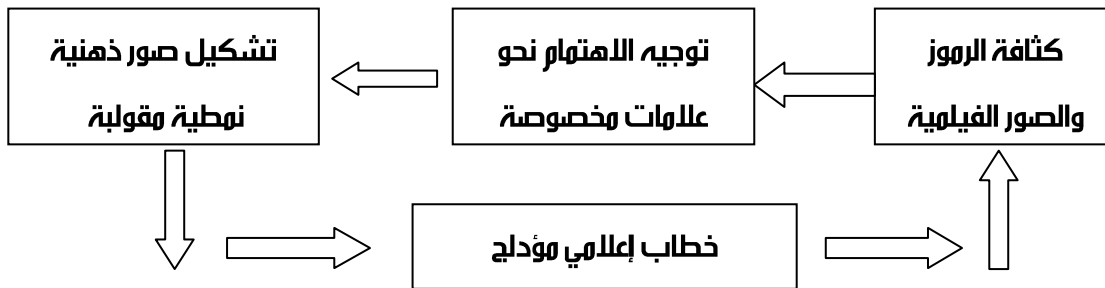 كثافة الرموز
والصور الفيلمية
توجيه الاهتمام نحو
علامات مخصوصة
تشكيل صور ذهنية
نمطية مقولبة
خطاب إعلامي مؤدلج